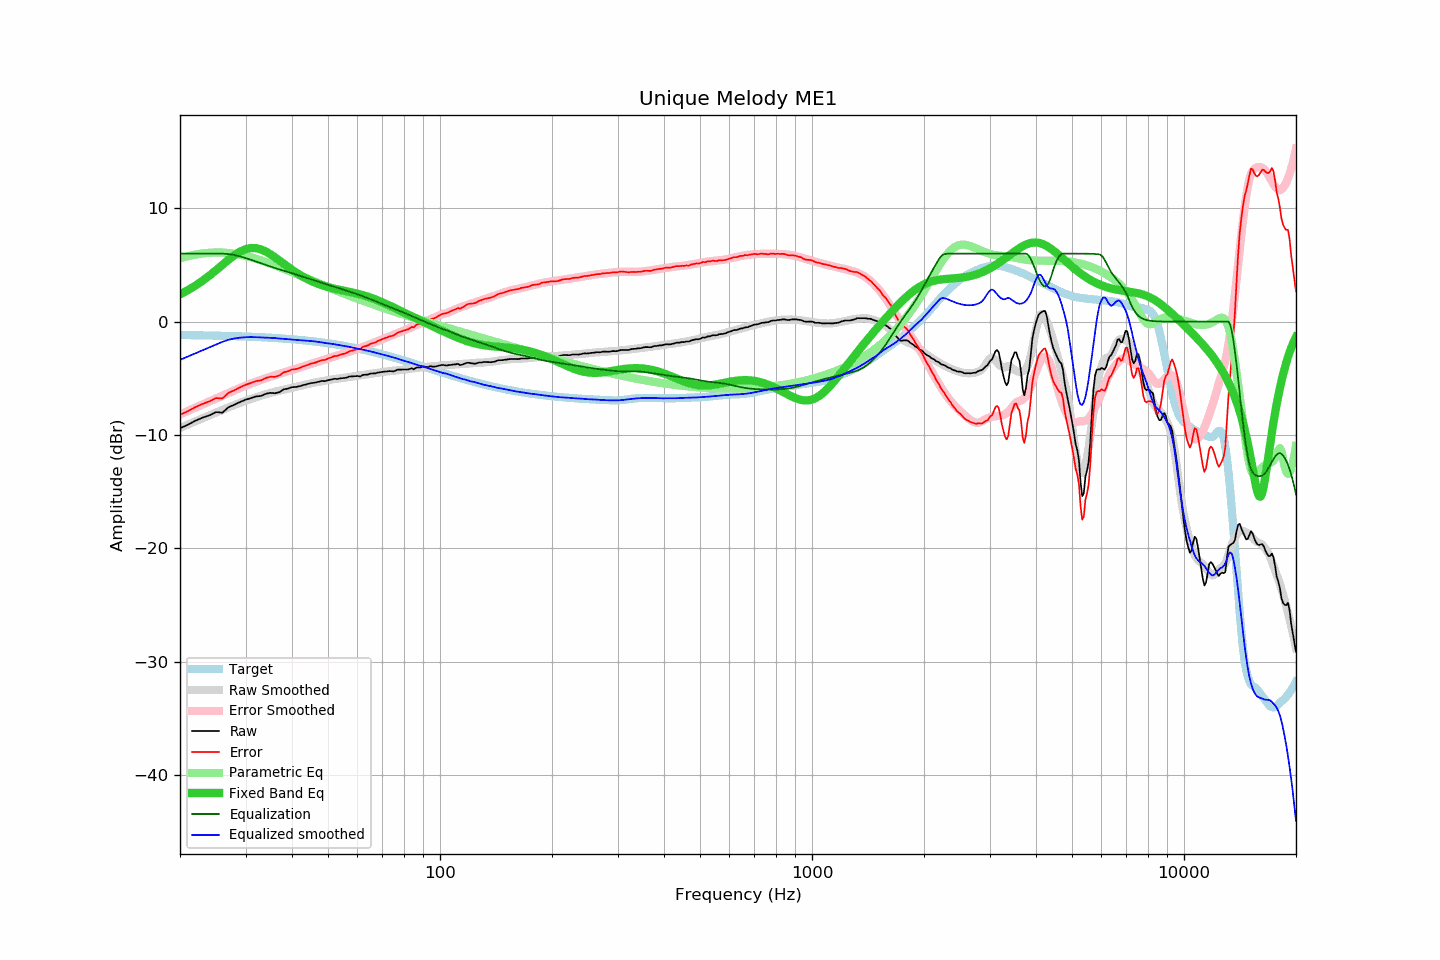 Unique Melody ME1
10
0
−10
−20
−30
−40
Amplitude (dBr)
Target
Raw Smoothed
Error Smoothed
Raw
Error
Parametric Eq
Fixed Band Eq
Equalization
Equalized smoothed
100
1000
10000
Frequency (Hz)